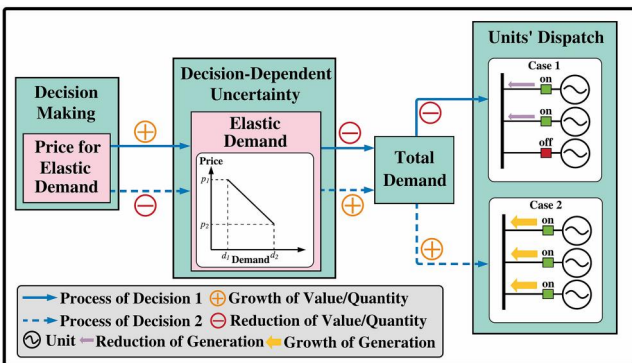 Decision
Making
Price for
Elastic
Demand
Decision-Dependent
Uncertainty
Elastic
Demand
Price
p₁
p₂
d₁
Demand
d₂
Total
Demand
Units' Dispatch
Case 1
on
on
off
Case 2
on
on
on
Process of Decision 1
Growth of Value/Quantity
Process of Decision 2
Reduction of Value/Quantity
Unit
Reduction of Generation
Growth of Generation